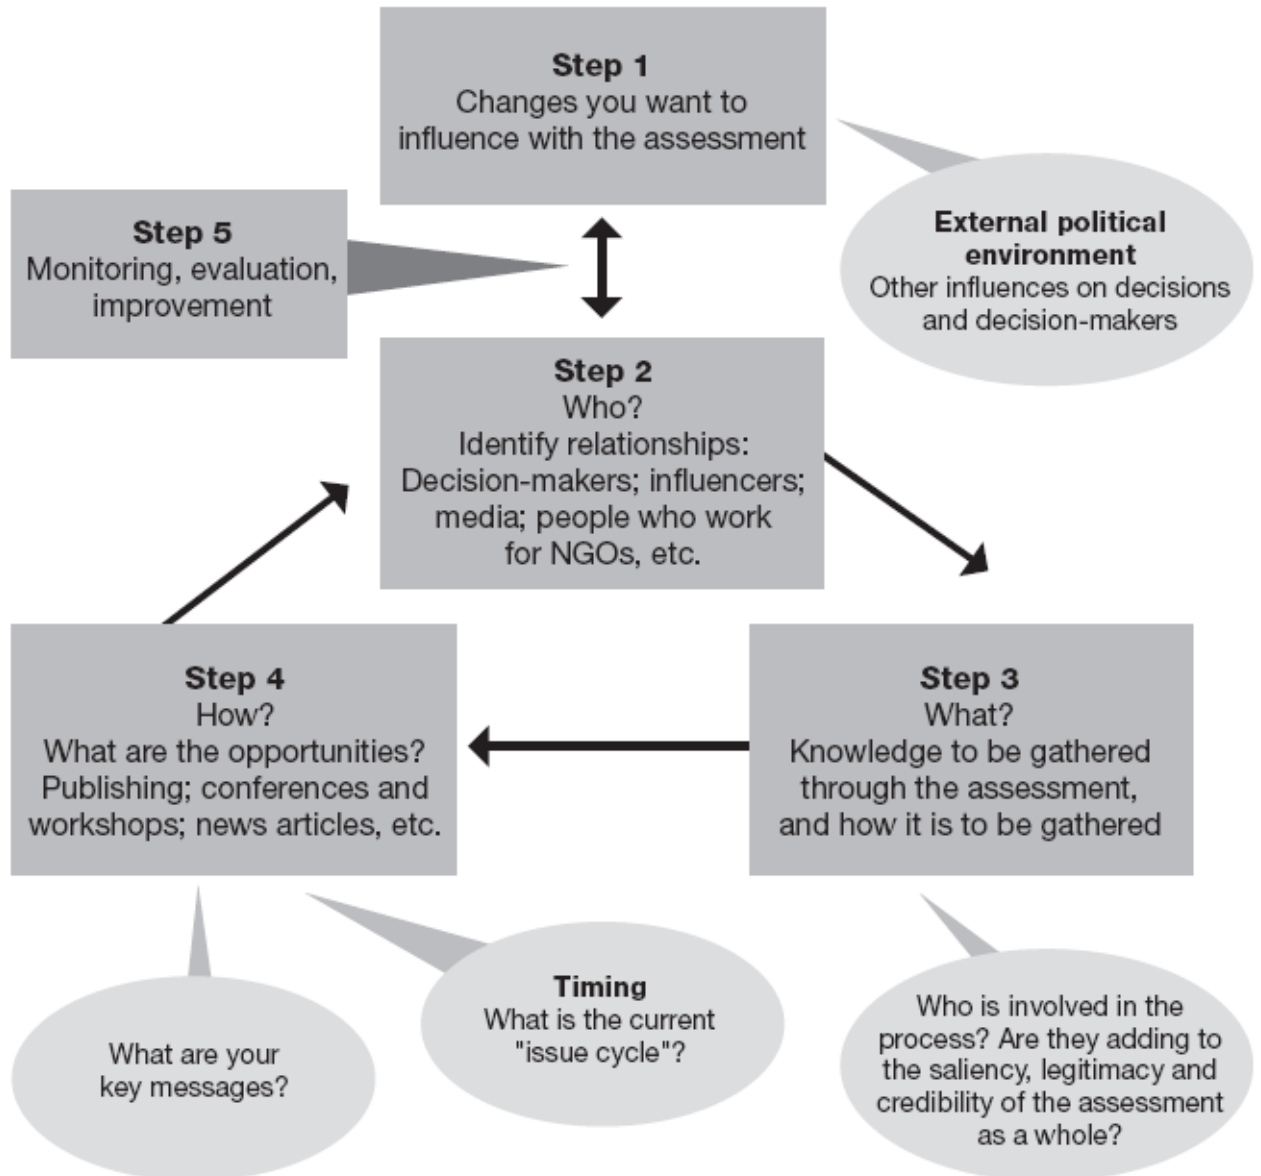 Step 1
Changes you want to
influence with the assessment
Step 5
Monitoring, evaluation,
improvement
External political
environment
Other influences on decisions
and decision-makers
Step 2
Who?
Identify relationships:
Decision-makers; influencers;
media; people who work
for NGOs, etc.
Step 4
How?
What are the opportunities?
Publishing; conferences and
workshops; news articles, etc.
Step 3
What?
Knowledge to be gathered
through the assessment,
and how it is to be gathered
What are your
key messages?
Timing
What is the current
"issue cycle"?
Who is involved in the
process? Are they adding to
the saliency, legitimacy and
credibility of the assessment
as a whole?